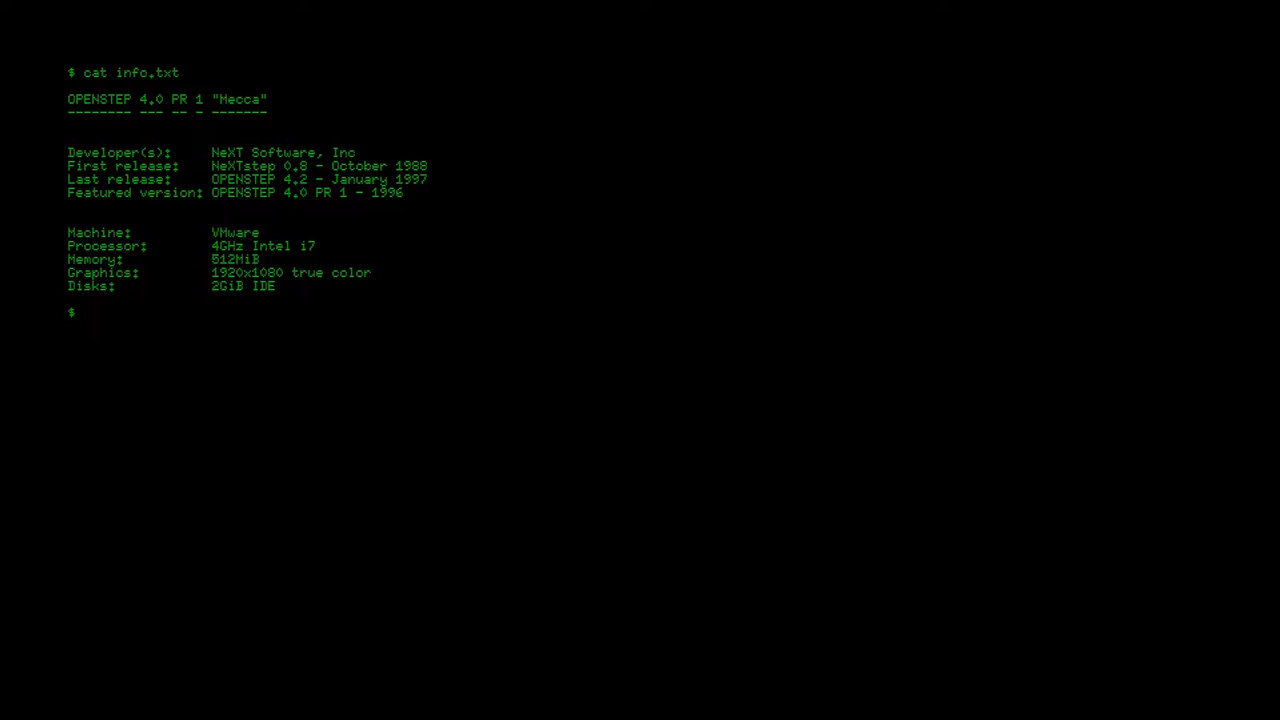 $ cat info.txt
OPENSTEP 4.0 PR 1 "Mecca"
-------- --- -- - -------
Developer(s): NeXT Software, Inc
First release: NeXTstep 0.8 - October 1988
Last release: OPENSTEP 4.2 - January 1997
Featured version: OPENSTEP 4.0 PR 1 - 1996
Machine: VMware
Processor: 4GHz Intel i7
Memory: 512MiB
Graphics: 1920x1080 true color
Disks: 2GiB IDE
$